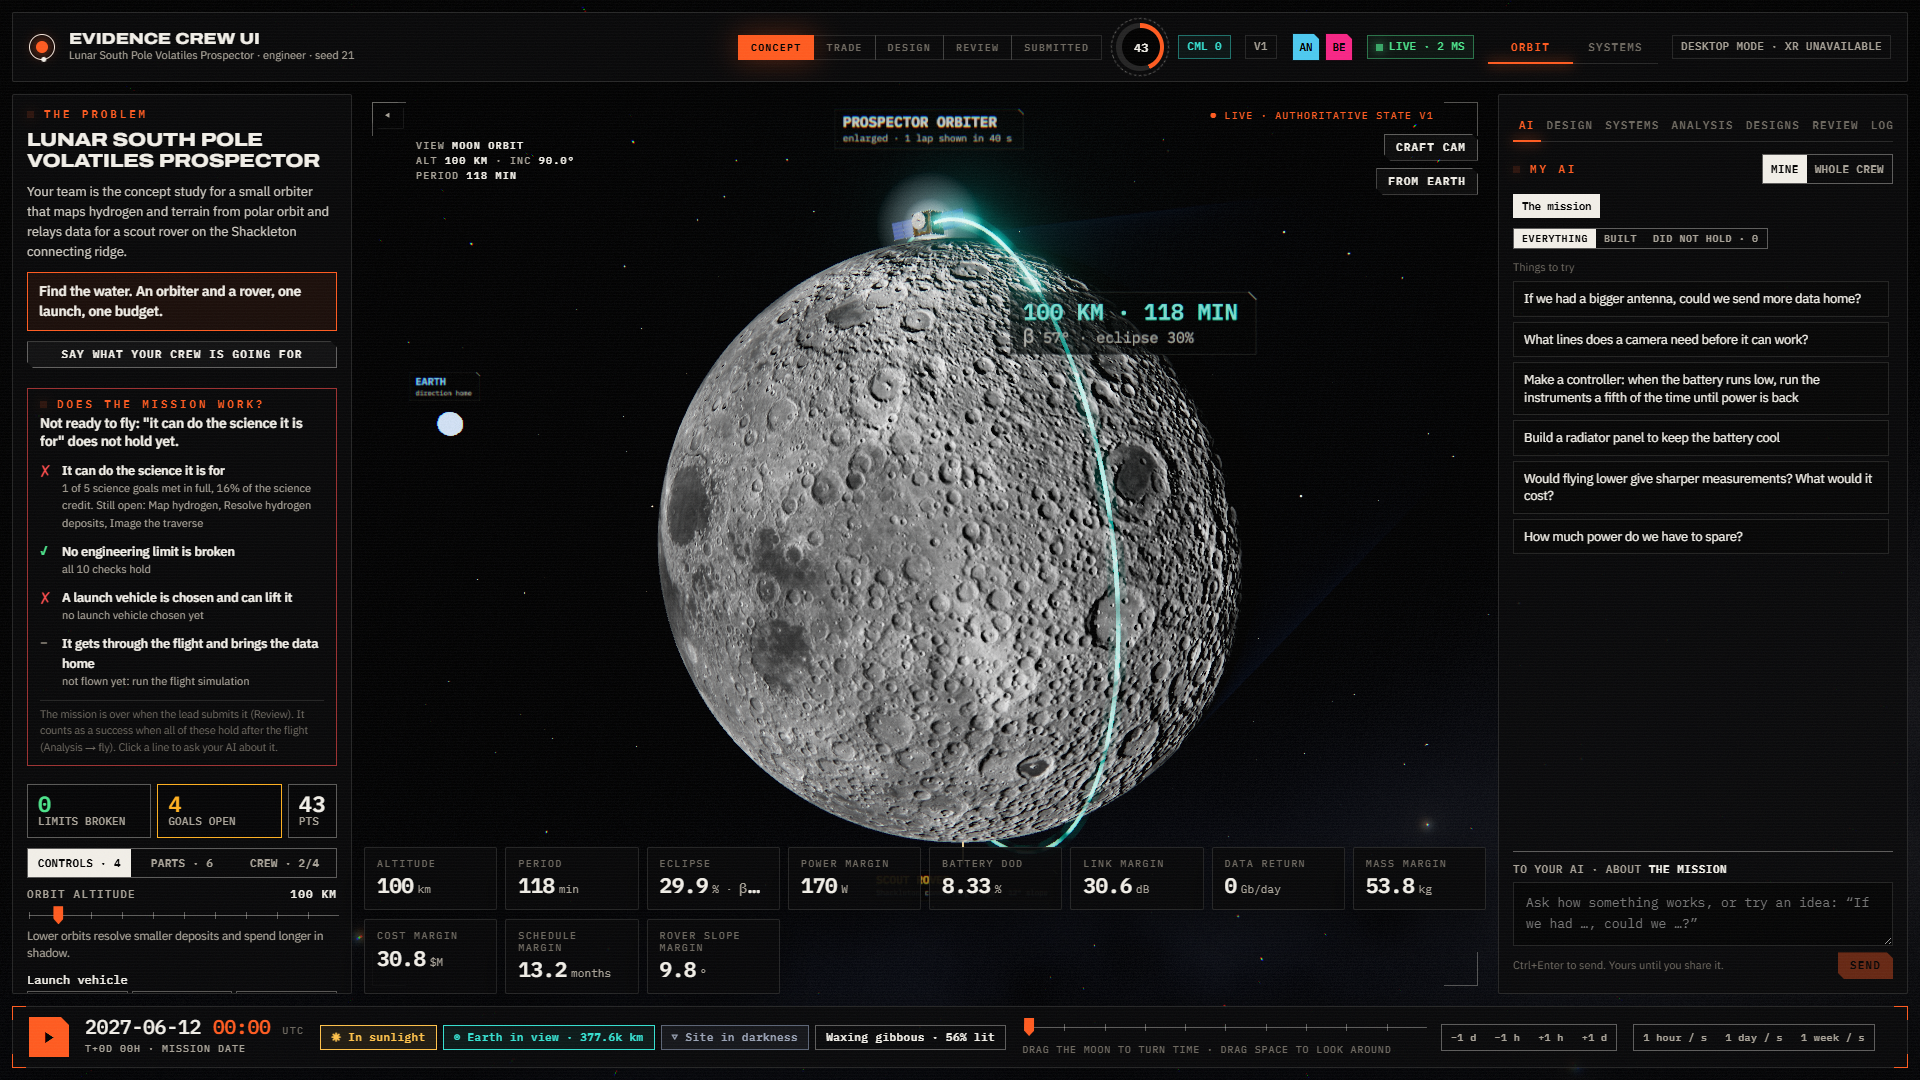 EVIDENCE CREW UI
Lunar South Pole Volatiles Prospector · engineer · seed 21
CONCEPT
TRADE
DESIGN
REVIEW
SUBMITTED
43
CML 0
V1
AN
BE
LIVE · 2 MS
ORBIT
SYSTEMS
DESKTOP MODE · XR UNAVAILABLE
THE PROBLEM
LUNAR SOUTH POLE
VOLATILES PROSPECTOR
Your team is the concept study for a small orbiter
that maps hydrogen and terrain from polar orbit and
relays data for a scout rover on the Shackleton
connecting ridge.
Find the water. An orbiter and a rover, one
launch, one budget.
SAY WHAT YOUR CREW IS GOING FOR
DOES THE MISSION WORK?
Not ready to fly: "it can do the science it is
for" does not hold yet.
✗ It can do the science it is for
1 of 5 science goals met in full, 16% of the science
credit. Still open: Map hydrogen, Resolve hydrogen
deposits, Image the traverse
✓ No engineering limit is broken
all 10 checks hold
✗ A launch vehicle is chosen and can lift it
no launch vehicle chosen yet
– It gets through the flight and brings the data
home
not flown yet: run the flight simulation
The mission is over when the lead submits it (Review). It
counts as a success when all of these hold after the flight
(Analysis → fly). Click a line to ask your AI about it.
0
LIMITS BROKEN
4
GOALS OPEN
43
PTS
CONTROLS · 4
PARTS · 6
CREW · 2/4
ORBIT ALTITUDE
100 KM
Lower orbits resolve smaller deposits and spend longer in
shadow.
Launch vehicle
VIEW MOON ORBIT
ALT 100 KM · INC 90.0°
PERIOD 118 MIN
PROSPECTOR ORBITER
enlarged · 1 lap shown in 40 s
LIVE · AUTHORITATIVE STATE V1
CRAFT CAM
FROM EARTH
100 KM · 118 MIN
β 57° · eclipse 30%
EARTH
direction home
ALTITUDE
100 km
PERIOD
118 min
ECLIPSE
29.9 % · β…
POWER MARGIN
170 W
BATTERY DOD
8.33 %
LINK MARGIN
30.6 dB
DATA RETURN
0 Gb/day
MASS MARGIN
53.8 kg
COST MARGIN
30.8 $M
SCHEDULE
MARGIN
13.2 months
ROVER SLOPE
MARGIN
9.8 °
AI
DESIGN
SYSTEMS
ANALYSIS
DESIGNS
REVIEW
LOG
MY AI
MINE
WHOLE CREW
The mission
EVERYTHING
BUILT
DID NOT HOLD · 0
Things to try
If we had a bigger antenna, could we send more data home?
What lines does a camera need before it can work?
Make a controller: when the battery runs low, run the
instruments a fifth of the time until power is back
Build a radiator panel to keep the battery cool
Would flying lower give sharper measurements? What would it
cost?
How much power do we have to spare?
TO YOUR AI · ABOUT THE MISSION
Ask how something works, or try an idea: “If
we had …, could we …?”
Ctrl+Enter to send. Yours until you share it.
SEND
2027-06-12 00:00 UTC
T+0D 00H · MISSION DATE
In sunlight
Earth in view · 377.6k km
Site in darkness
Waxing gibbous · 56% lit
DRAG THE MOON TO TURN TIME · DRAG SPACE TO LOOK AROUND
−1 d
−1 h
+1 h
+1 d
1 hour / s
1 day / s
1 week / s